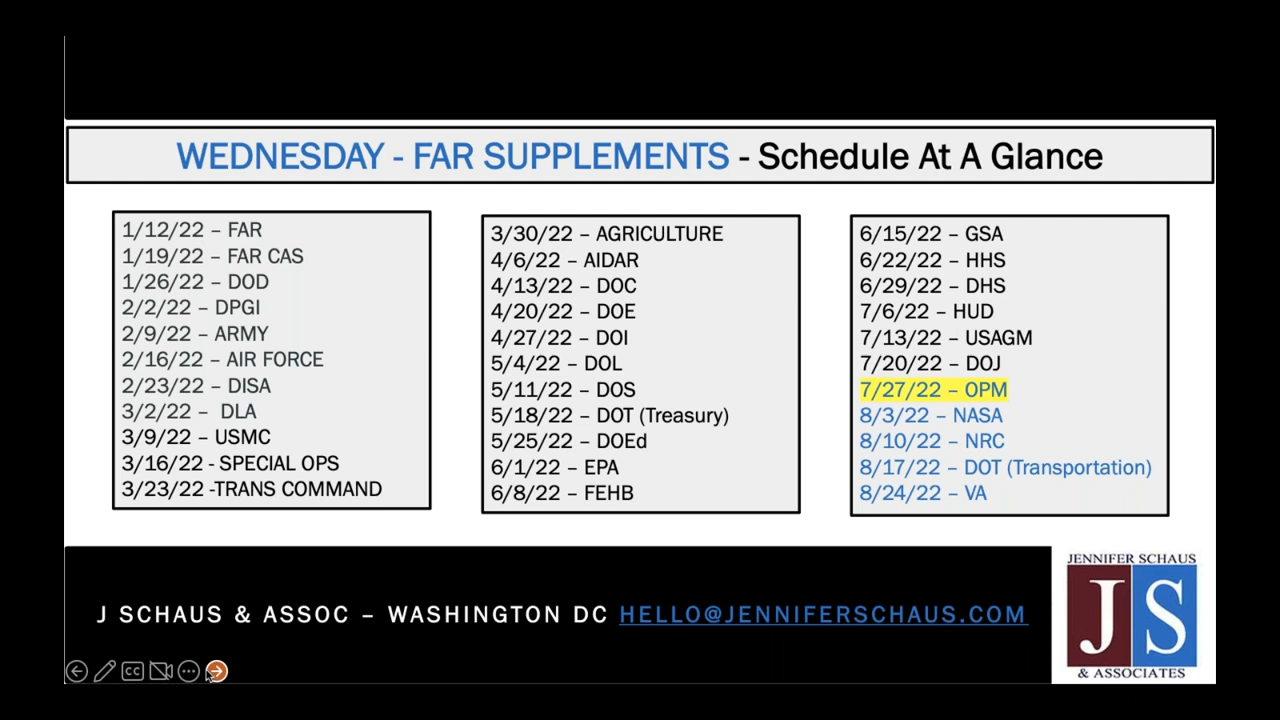 WEDNESDAY - FAR SUPPLEMENTS - Schedule At A Glance
1/12/22 – FAR
1/19/22 – FAR CAS
1/26/22 – DOD
2/2/22 – DPGI
2/9/22 – ARMY
2/16/22 – AIR FORCE
2/23/22 – DISA
3/2/22 – DLA
3/9/22 – USMC
3/16/22 - SPECIAL OPS
3/23/22 -TRANS COMMAND
3/30/22 – AGRICULTURE
4/6/22 – AIDAR
4/13/22 – DOC
4/20/22 – DOE
4/27/22 – DOI
5/4/22 – DOL
5/11/22 – DOS
5/18/22 – DOT (Treasury)
5/25/22 – DOEd
6/1/22 – EPA
6/8/22 – FEHB
6/15/22 – GSA
6/22/22 – HHS
6/29/22 – DHS
7/6/22 – HUD
7/13/22 – USAGM
7/20/22 – DOJ
7/27/22 – OPM
8/3/22 – NASA
8/10/22 – NRC
8/17/22 – DOT (Transportation)
8/24/22 – VA
J SCHAUS & ASSOC – WASHINGTON DC HELLO@JENNIFERSCHAUS.COM
JENNIFER SCHAUS
JS
& ASSOCIATES
CC